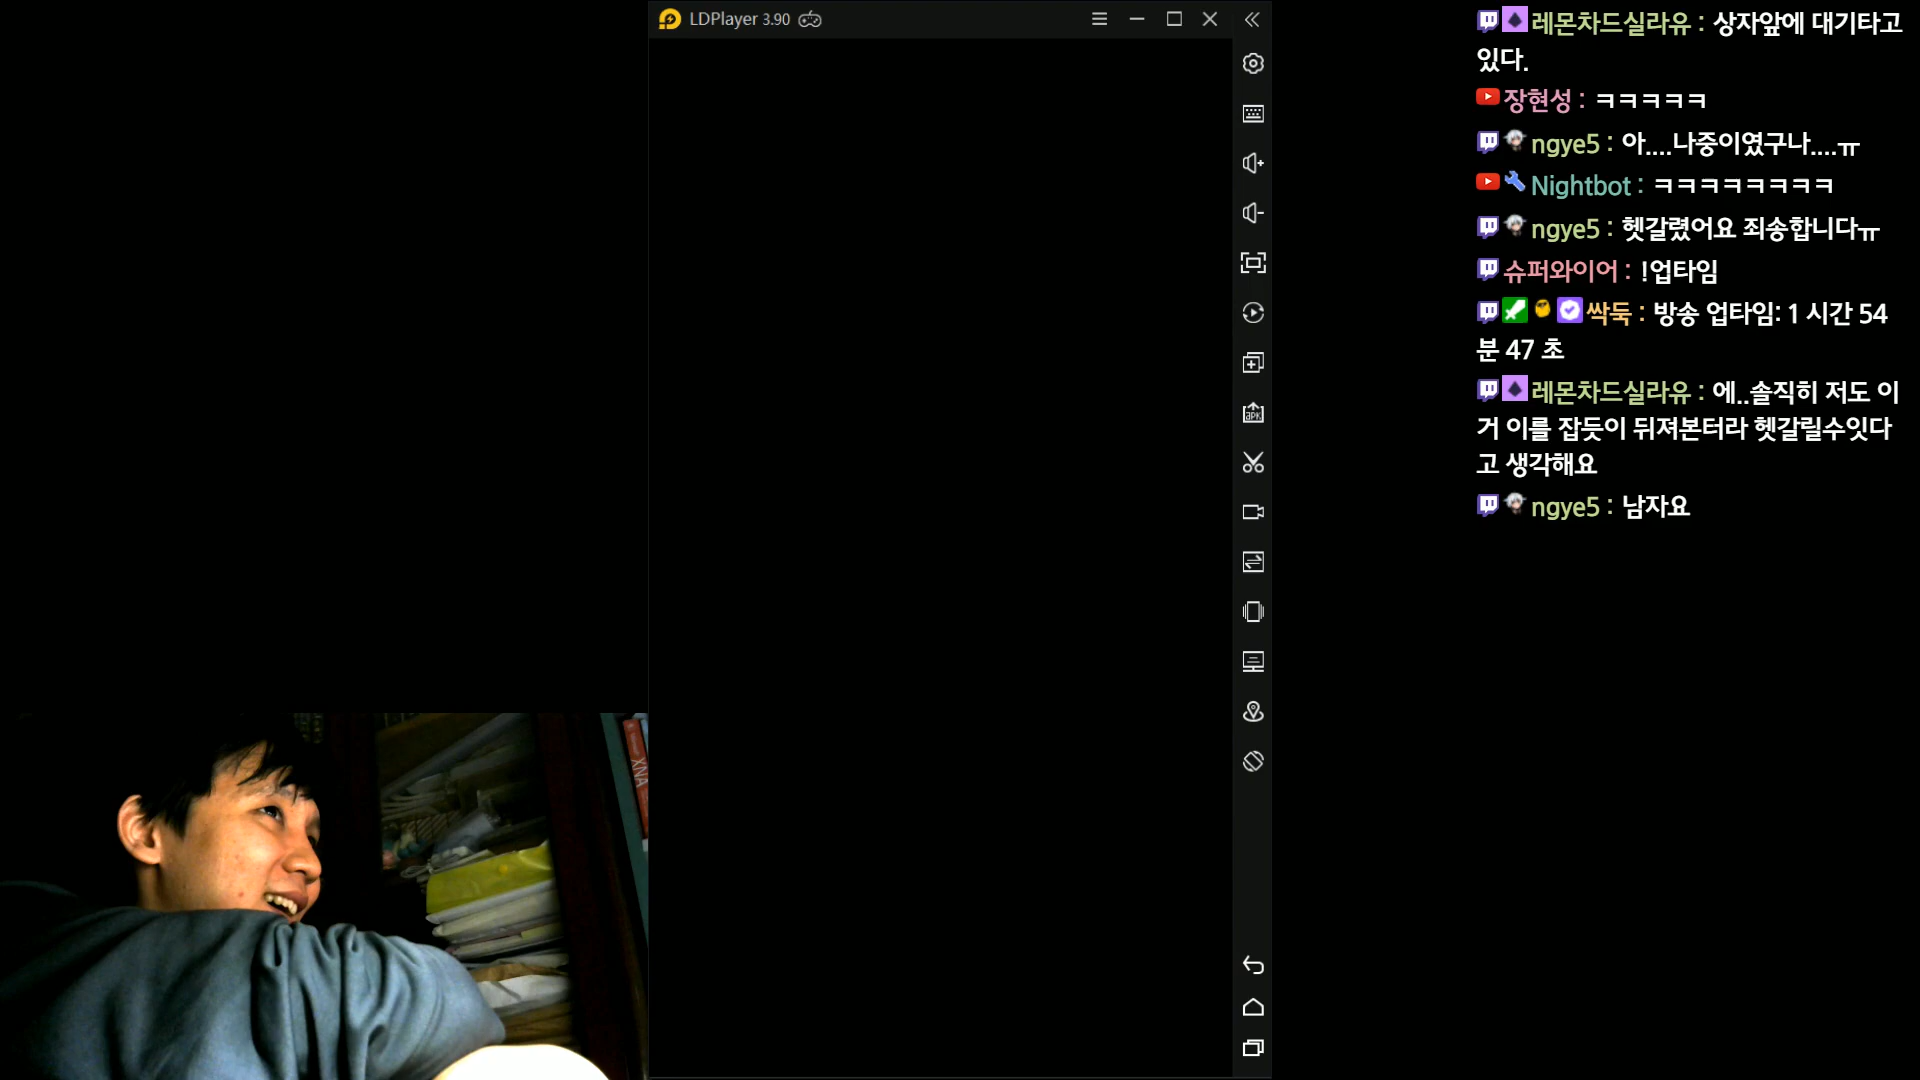 LDPlayer 3.90
레몬차드실라유 : 상자앞에 대기타고
있다.
장현성 : ㅋㅋㅋㅋㅋ
ngye5 : 아....나중이였구나....ㅠ
Nightbot : ㅋㅋㅋㅋㅋㅋㅋㅋ
ngye5 : 헷갈렸어요 죄송합니다ㅠ
슈퍼와이어 : !업타임
싹둑 : 방송 업타임: 1 시간 54
분 47 초
레몬차드실라유 : 에..솔직히 저도 이
거 이를 잡듯이 뒤져본터라 헷갈릴수잇다
고 생각해요
ngye5 : 남자요
APK
XNA